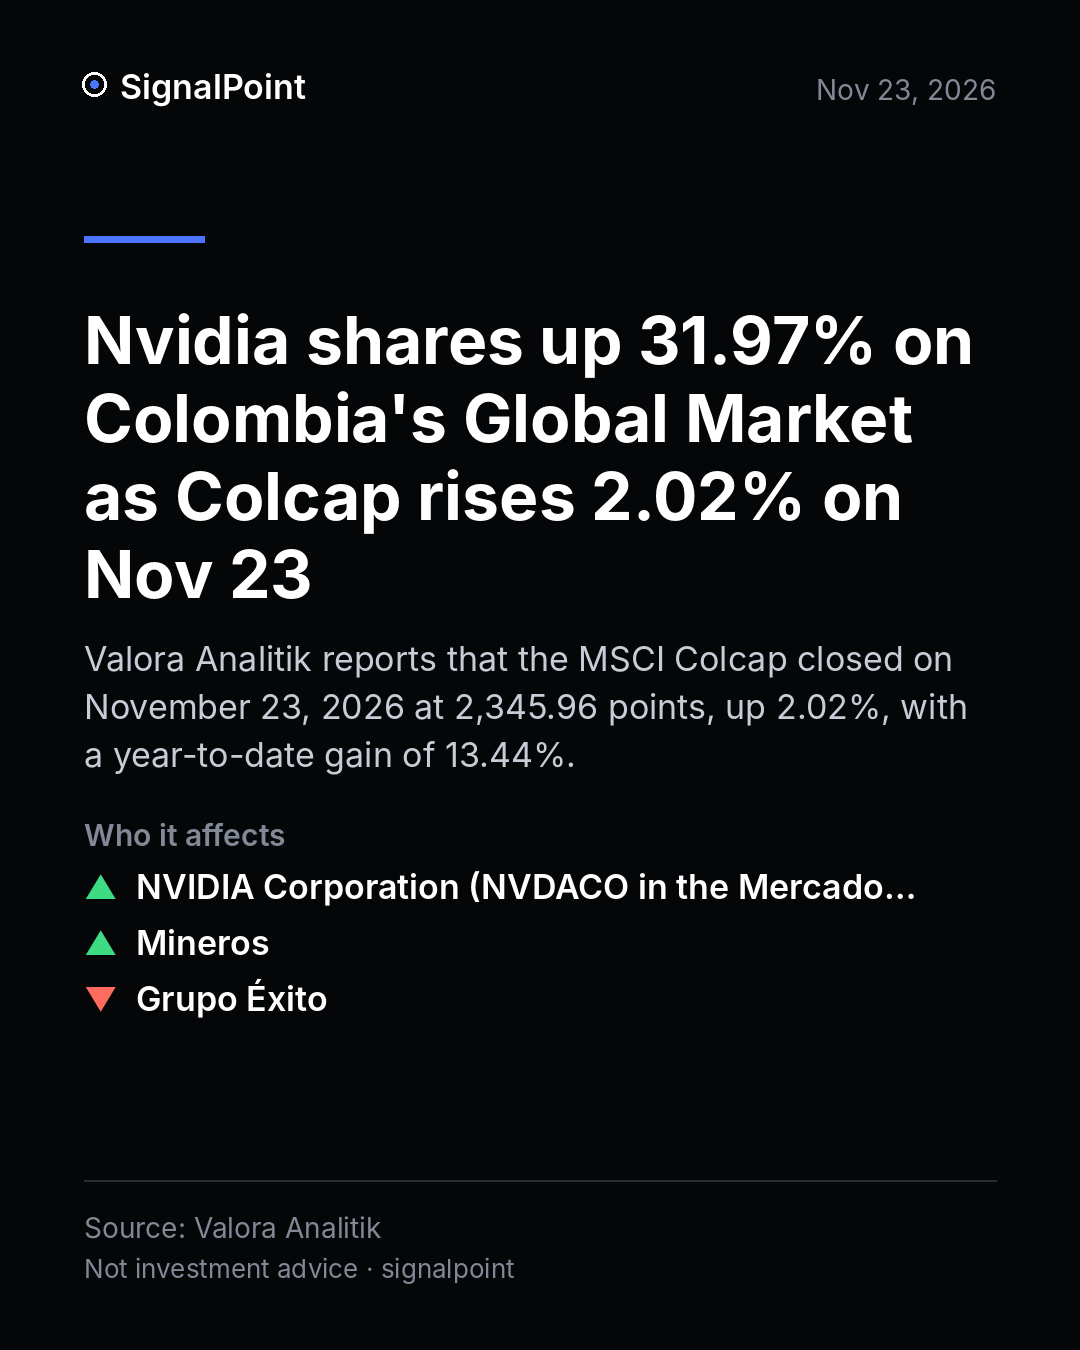 SignalPoint
Nov 23, 2026
Nvidia shares up 31.97% on
Colombia's Global Market
as Colcap rises 2.02% on
Nov 23
Valora Analitik reports that the MSCI Colcap closed on
November 23, 2026 at 2,345.96 points, up 2.02%, with
a year-to-date gain of 13.44%.
Who it affects
▲ NVIDIA Corporation (NVDACO in the Mercado...
▲ Mineros
▼ Grupo Éxito
Source: Valora Analitik
Not investment advice · signalpoint